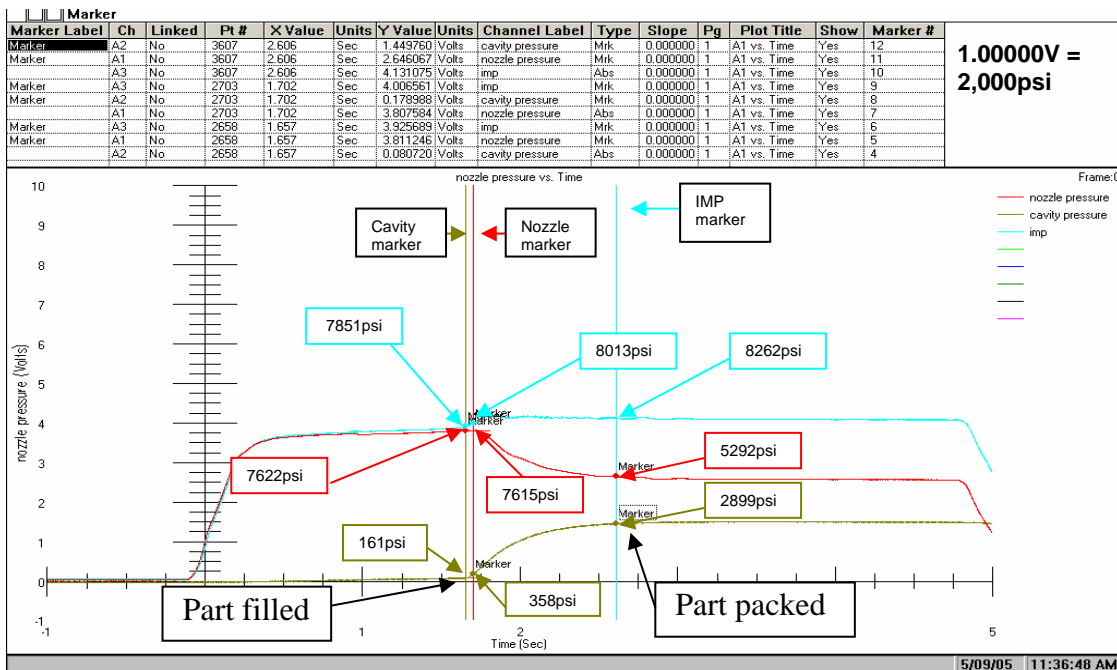 Marker
Marker Label Ch Linked Pt # X Value Units Y Value Units Channel Label Type Slope Pg Plot Title Show Marker #
Marker A2 No 3607 2.606 Sec 1.449760 Volts cavity pressure Mrk 0.000000 1 A1 vs. Time Yes 12
Marker A1 No 3607 2.606 Sec 2.646067 Volts nozzle pressure Mrk 0.000000 1 A1 vs. Time Yes 11
A3 No 3607 2.606 Sec 4.131075 Volts imp Abs 0.000000 1 A1 vs. Time Yes 10
Marker A3 No 2703 1.702 Sec 4.006561 Volts imp Mrk 0.000000 1 A1 vs. Time Yes 9
Marker A2 No 2703 1.702 Sec 0.178988 Volts cavity pressure Mrk 0.000000 1 A1 vs. Time Yes 8
A1 No 2703 1.702 Sec 3.807584 Volts nozzle pressure Abs 0.000000 1 A1 vs. Time Yes 7
Marker A3 No 2658 1.657 Sec 3.925689 Volts imp Mrk 0.000000 1 A1 vs. Time Yes 6
Marker A1 No 2658 1.657 Sec 3.811246 Volts nozzle pressure Mrk 0.000000 1 A1 vs. Time Yes 5
A2 No 2658 1.657 Sec 0.080720 Volts cavity pressure Abs 0.000000 1 A1 vs. Time Yes 4
1.00000V =
2,000psi
nozzle pressure vs. Time
Frame:0
nozzle pressure
cavity pressure
imp
Cavity
marker
Nozzle
marker
IMP
marker
7851psi
8013psi
8262psi
Marker
Marker
7622psi
7615psi
5292psi
Marker
2899psi
Marker
161psi
Marker
358psi
Part filled
Part packed
nozzle pressure (Volts)
10
9
8
7
6
5
4
3
2
1
0
-1
-1
1
2
5
Time (Sec)
5/09/05 11:36:48 AM